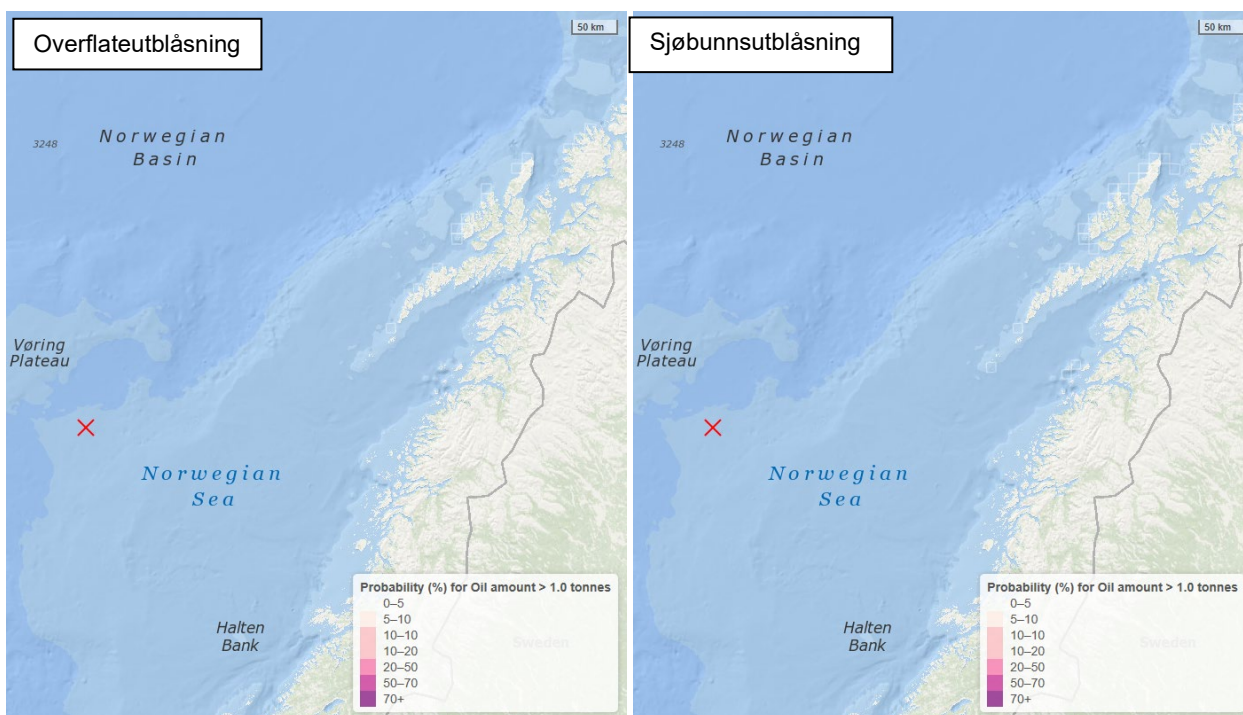 Overflateutblåsning
50 km
Norwegian
Basin
3248
Vøring
Plateau
Norwegian
Sea
Halten
Bank
Probability (%) for Oil amount > 1.0 tonnes
0–5
5–10
10–10
10–20
20–50
50–70
70+
Sweden
Sjøbunnsutblåsning
50 km
Norwegian
Basin
3248
Vøring
Plateau
Norwegian
Sea
Halten
Bank
Probability (%) for Oil amount > 1.0 tonnes
0–5
5–10
10–10
10–20
20–50
50–70
70+
Sweden